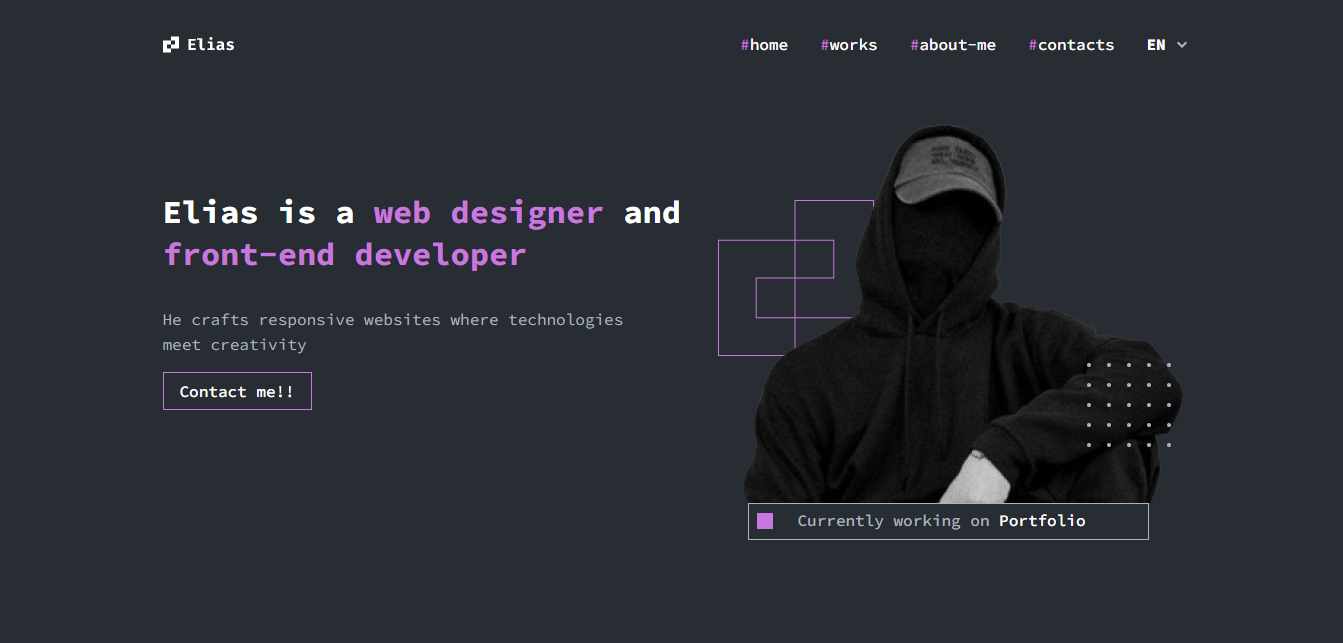 Elias
#home #works #about-me #contacts EN
Elias is a web designer and
front-end developer
He crafts responsive websites where technologies
meet creativity
Contact me!!
Currently working on Portfolio